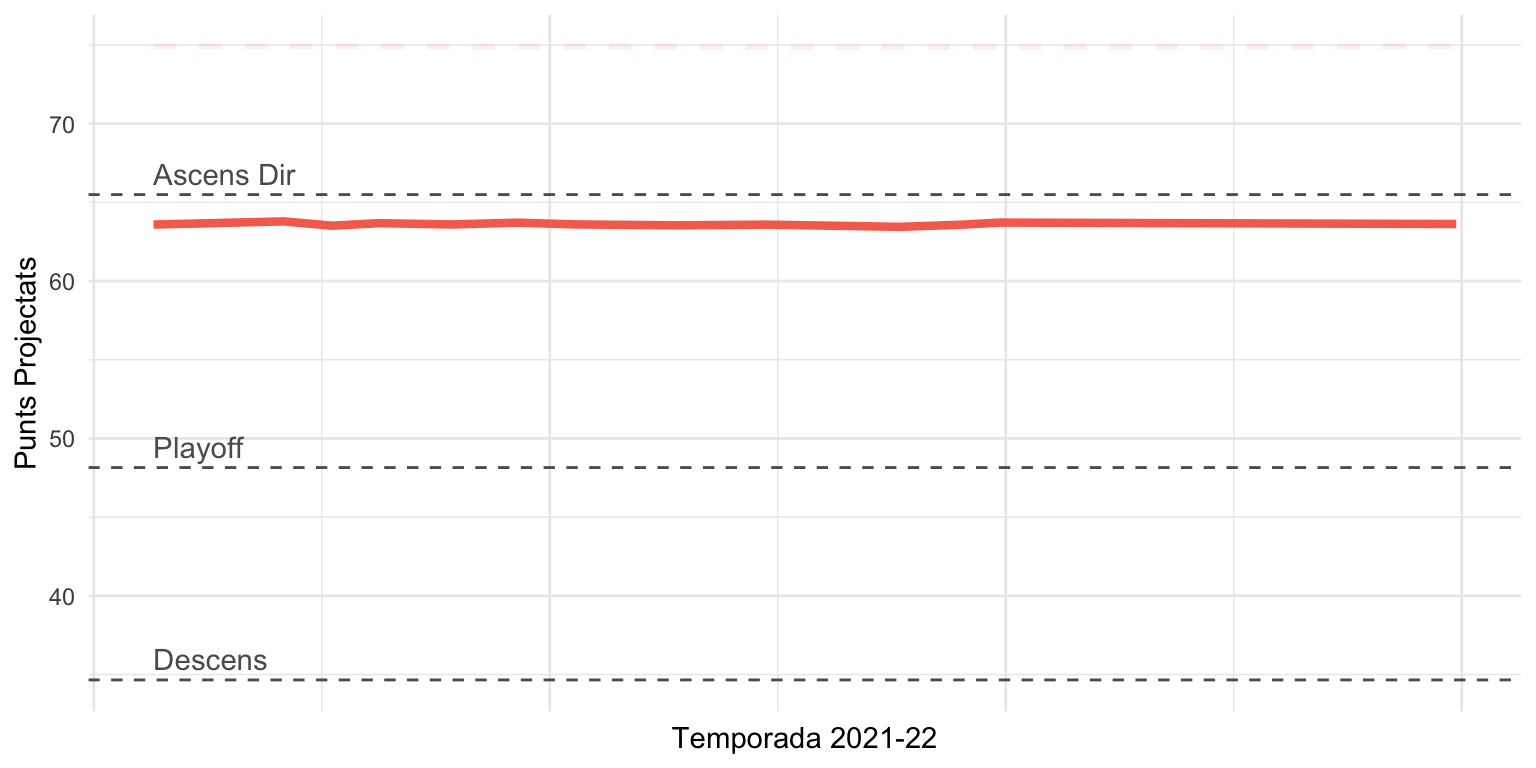 70
Ascens Dir
60
Punts Projectats
50
Playoff
40
Descens
Temporada 2021-22